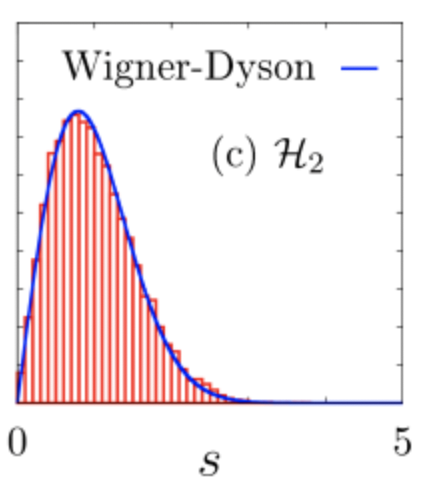 Wigner-Dyson
(c) ℋ₂
0 5
s